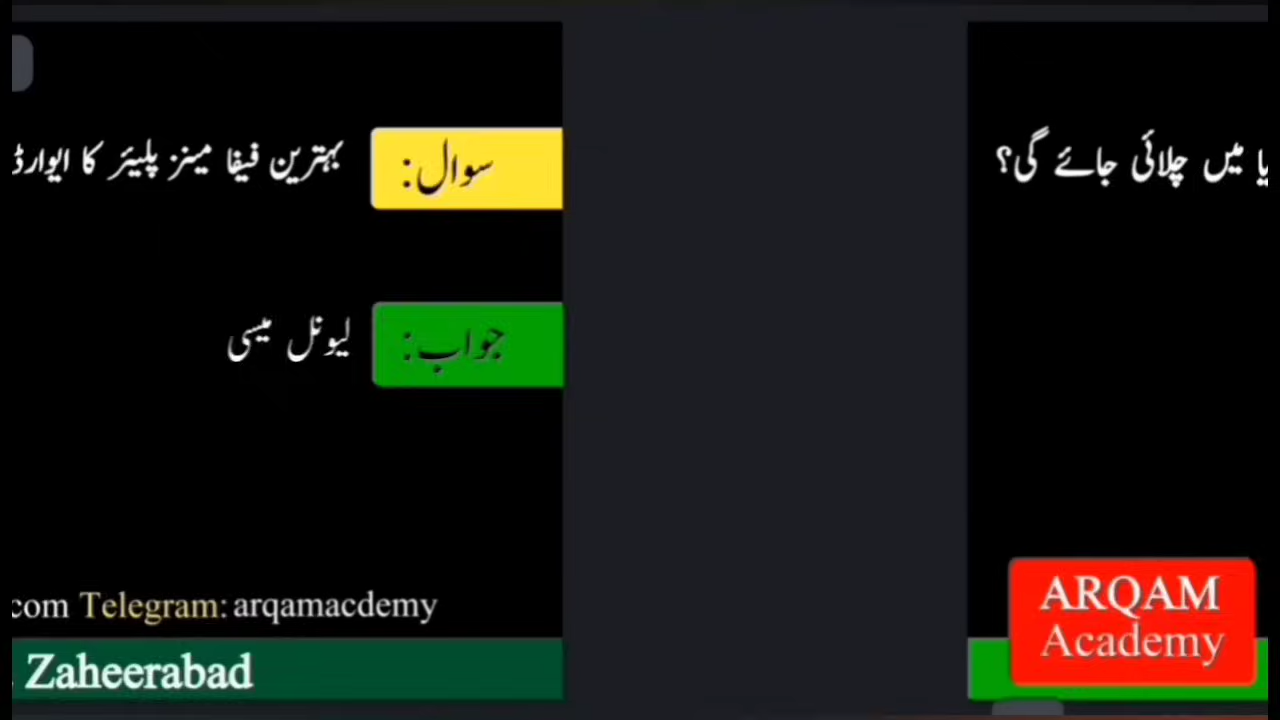 سوال: بہترین فیفا مینز پلیئر کا ایوارڈ
جواب: لیونل میسی
com Telegram: arqamacdemy
Zaheerabad
یا میں چلائی جائے گی؟
ARQAM
Academy